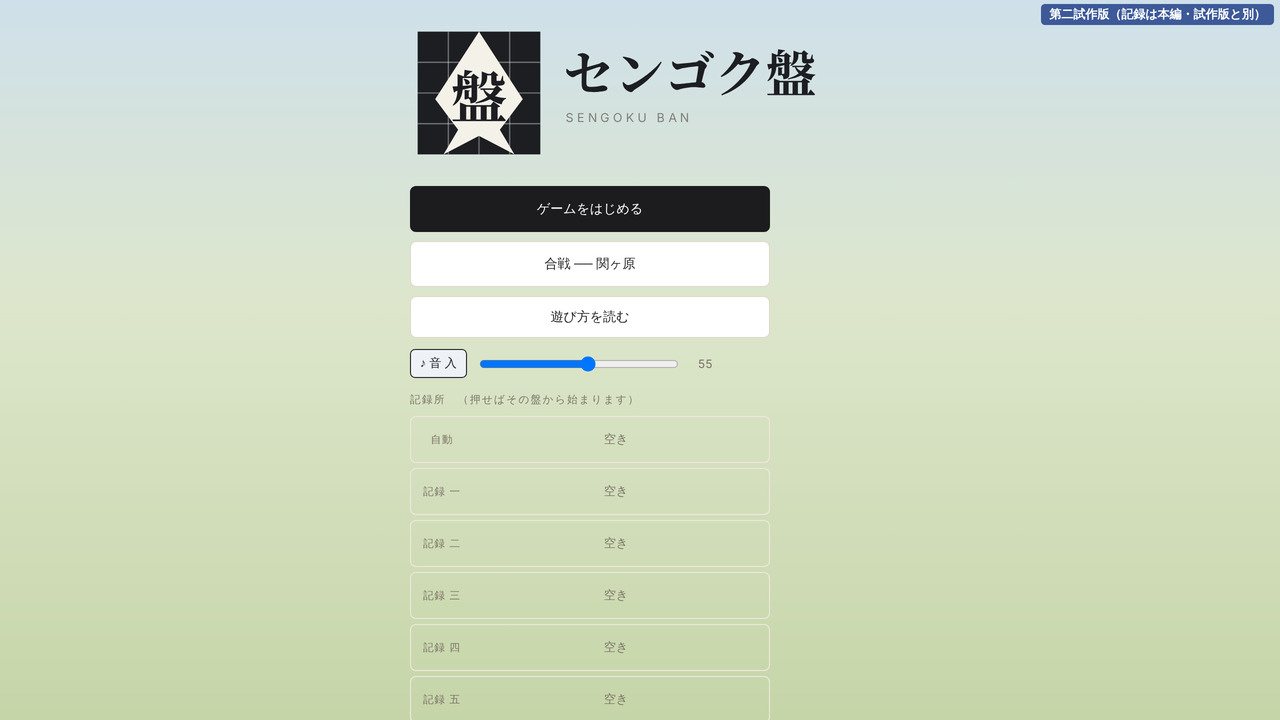 第二試作版（記録は本編・試作版と別）
盤
センゴク盤
SENGOKU BAN
ゲームをはじめる
合戦 ── 関ヶ原
遊び方を読む
♪ 音 入
55
記録所　（押せばその盤から始まります）
自動 空き
記録 一 空き
記録 二 空き
記録 三 空き
記録 四 空き
記録 五 空き